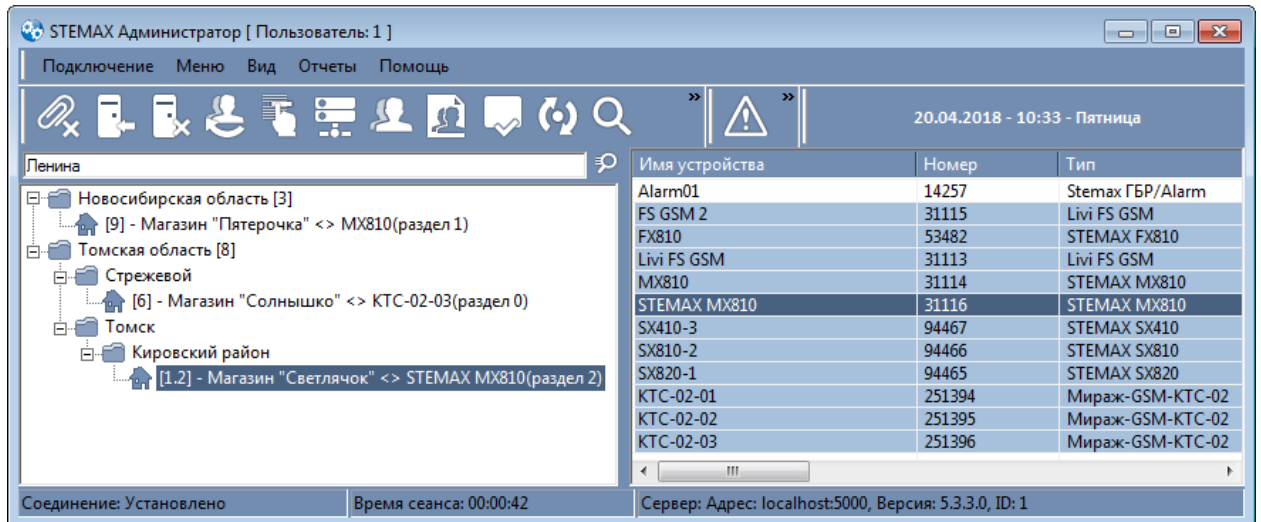 STEMAX Администратор [ Пользователь: 1 ]
Подключение Меню Вид Отчеты Помощь
» » 20.04.2018 - 10:33 - Пятница
Ленина
Новосибирская область [3]
[9] - Магазин "Пятерочка" <> MX810(раздел 1)
Томская область [8]
Стрежевой
[6] - Магазин "Солнышко" <> КТС-02-03(раздел 0)
Томск
Кировский район
[1.2] - Магазин "Светлячок" <> STEMAX MX810(раздел 2)
Имя устройства Номер Тип
Alarm01 14257 Stemax ГБР/Alarm
FS GSM 2 31115 Livi FS GSM
FX810 53482 STEMAX FX810
Livi FS GSM 31113 Livi FS GSM
MX810 31114 STEMAX MX810
STEMAX MX810 31116 STEMAX MX810
SX410-3 94467 STEMAX SX410
SX810-2 94466 STEMAX SX810
SX820-1 94465 STEMAX SX820
КТС-02-01 251394 Мираж-GSM-КТС-02
КТС-02-02 251395 Мираж-GSM-КТС-02
КТС-02-03 251396 Мираж-GSM-КТС-02
Соединение: Установлено Время сеанса: 00:00:42 Сервер: Адрес: localhost:5000, Версия: 5.3.3.0, ID: 1